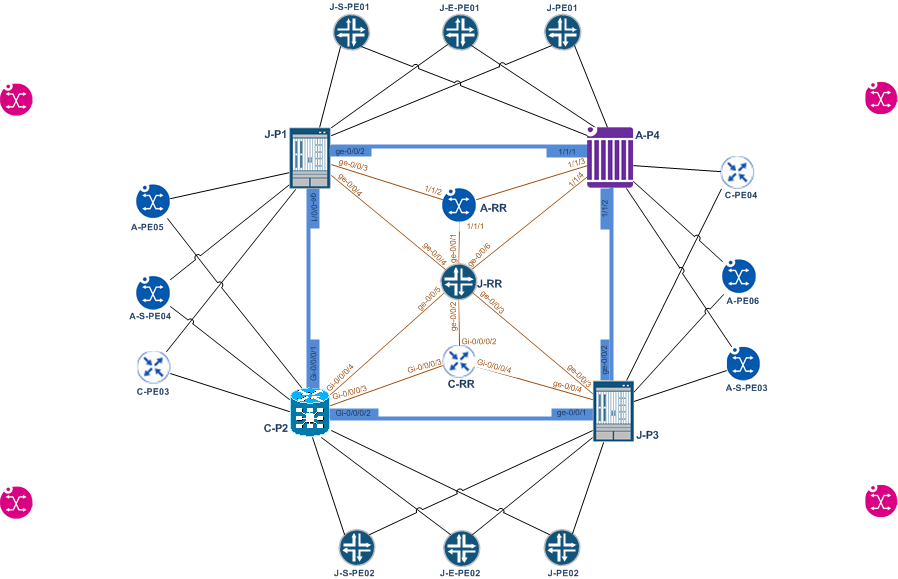 J-S-PE01
J-E-PE01
J-PE01
J-P1
A-P4
ge-0/0/2
1/1/1
ge-0/0/3
1/1/3
ge-0/0/4
1/1/4
C-PE04
1/1/2
A-RR
A-PE05
ge-0/0/1
1/1/2
1/1/1
ge-0/0/1
ge-0/0/4
ge-0/0/6
J-RR
A-PE06
A-S-PE04
ge-0/0/5
ge-0/0/2
ge-0/0/3
Gi-0/0/0/1
Gi-0/0/0/2
ge-0/0/2
Gi-0/0/0/4
Gi-0/0/0/3
Gi-0/0/0/4
ge-0/0/3
C-RR
ge-0/0/4
A-S-PE03
C-PE03
Gi-0/0/0/3
Gi-0/0/0/2
ge-0/0/1
C-P2
J-P3
J-S-PE02
J-E-PE02
J-PE02